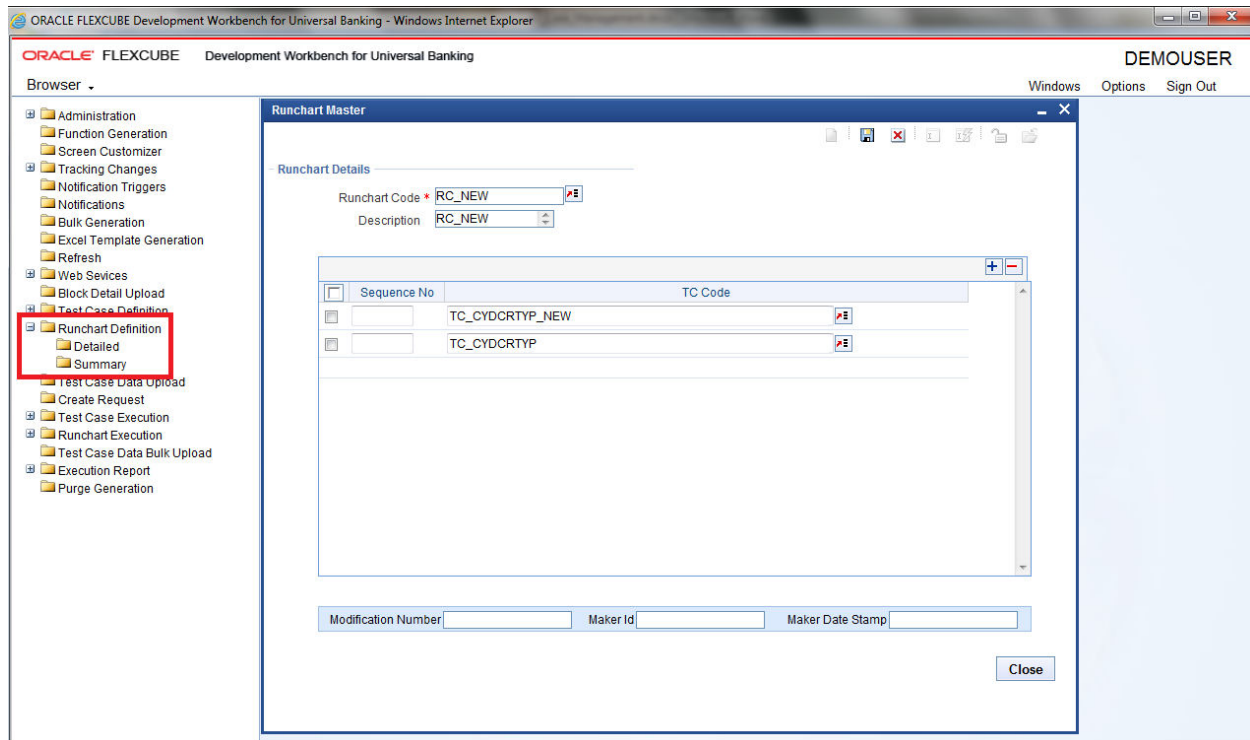 ORACLE FLEXCUBE Development Workbench for Universal Banking - Windows Internet Explorer
ORACLE FLEXCUBE Development Workbench for Universal Banking
DEMOUSER
Browser
Windows Options Sign Out
Administration
Function Generation
Screen Customizer
Tracking Changes
Notification Triggers
Notifications
Bulk Generation
Excel Template Generation
Refresh
Web Sevices
Block Detail Upload
Test Case Definition
Runchart Definition
Detailed
Summary
Test Case Data Upload
Create Request
Test Case Execution
Runchart Execution
Test Case Data Bulk Upload
Execution Report
Purge Generation
Runchart Master
Runchart Details
Runchart Code * RC_NEW
Description RC_NEW
Sequence No TC Code
TC_CYDCRTYP_NEW
TC_CYDCRTYP
Modification Number Maker Id Maker Date Stamp
Close